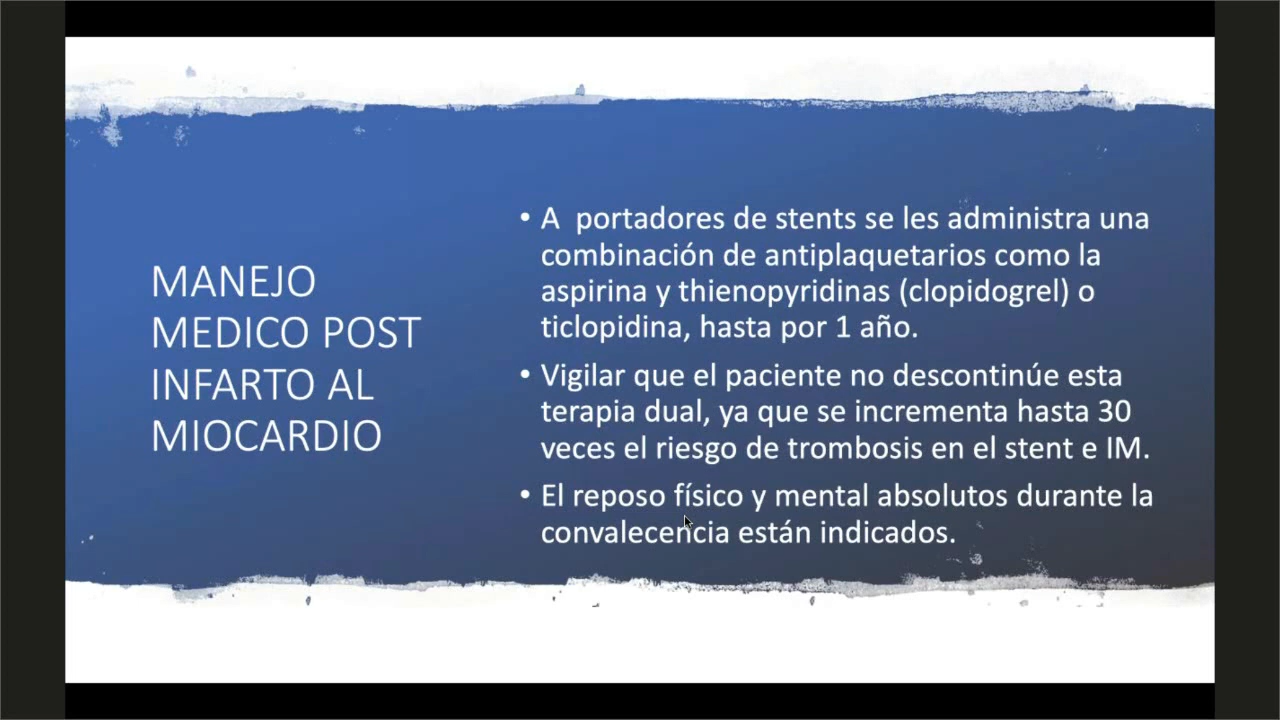 MANEJO
MEDICO POST
INFARTO AL
MIOCARDIO
• A  portadores de stents se les administra una
combinación de antiplaquetarios como la
aspirina y thienopyridinas (clopidogrel) o
ticlopidina, hasta por 1 año.
• Vigilar que el paciente no descontinúe esta
terapia dual, ya que se incrementa hasta 30
veces el riesgo de trombosis en el stent e IM.
• El reposo físico y mental absolutos durante la
convalecencia están indicados.